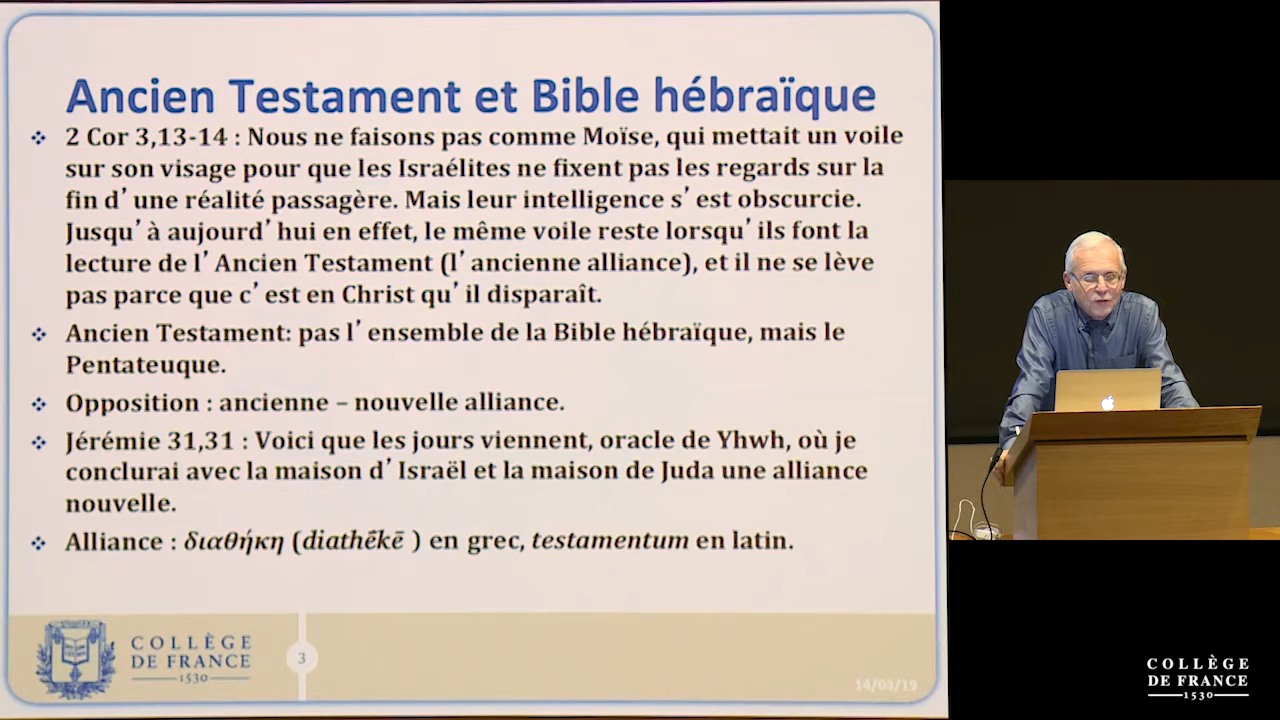 Ancien Testament et Bible hébraïque
❖ 2 Cor 3,13-14 : Nous ne faisons pas comme Moïse, qui mettait un voile
sur son visage pour que les Israélites ne fixent pas les regards sur la
fin d’une réalité passagère. Mais leur intelligence s’est obscurcie.
Jusqu’à aujourd’hui en effet, le même voile reste lorsqu’ils font la
lecture de l’Ancien Testament (l’ancienne alliance), et il ne se lève
pas parce que c’est en Christ qu’il disparaît.
❖ Ancien Testament: pas l’ensemble de la Bible hébraïque, mais le
Pentateuque.
❖ Opposition : ancienne – nouvelle alliance.
❖ Jérémie 31,31 : Voici que les jours viennent, oracle de Yhwh, où je
conclurai avec la maison d’Israël et la maison de Juda une alliance
nouvelle.
❖ Alliance : διαθήκη (diathḗkē ) en grec, testamentum en latin.
COLLÈGE
DE FRANCE
1530
3
14/03/19
COLLÈGE
DE FRANCE
1530